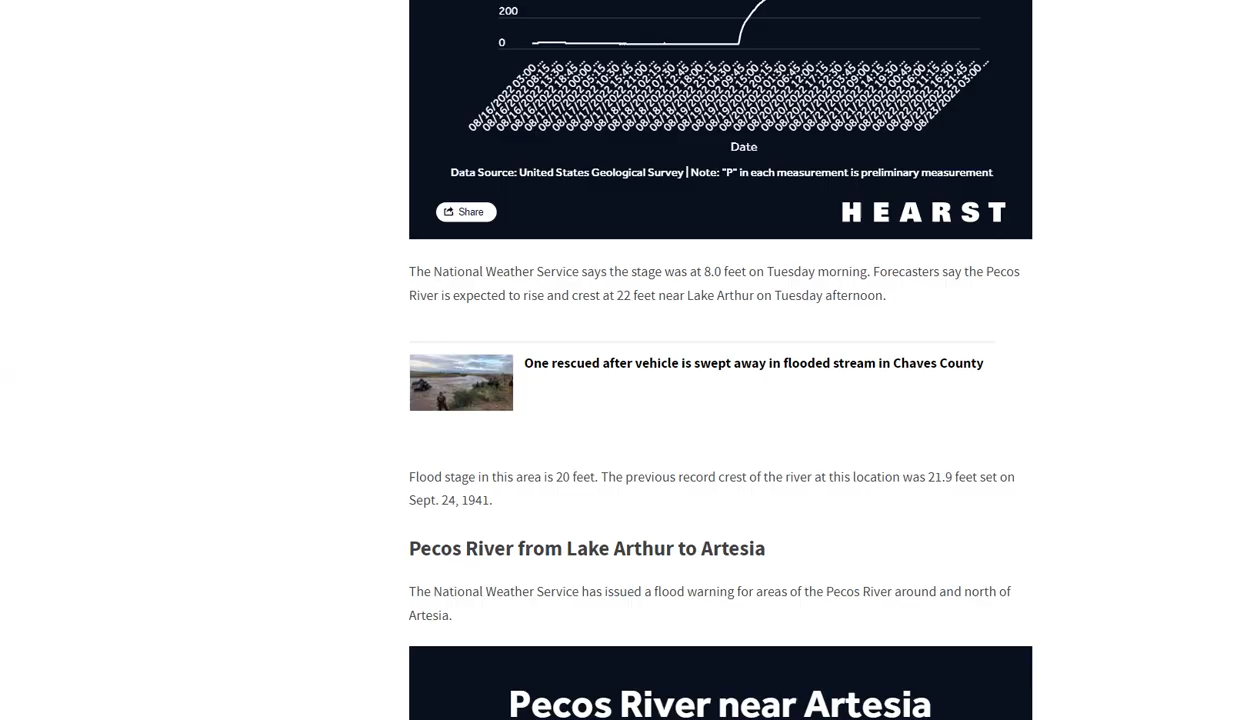 200
0
Date
Data Source: United States Geological Survey | Note: "P" in each measurement is preliminary measurement
Share
HEARST
The National Weather Service says the stage was at 8.0 feet on Tuesday morning. Forecasters say the Pecos
River is expected to rise and crest at 22 feet near Lake Arthur on Tuesday afternoon.
One rescued after vehicle is swept away in flooded stream in Chaves County
Flood stage in this area is 20 feet. The previous record crest of the river at this location was 21.9 feet set on
Sept. 24, 1941.
Pecos River from Lake Arthur to Artesia
The National Weather Service has issued a flood warning for areas of the Pecos River around and north of
Artesia.
Pecos River near Artesia